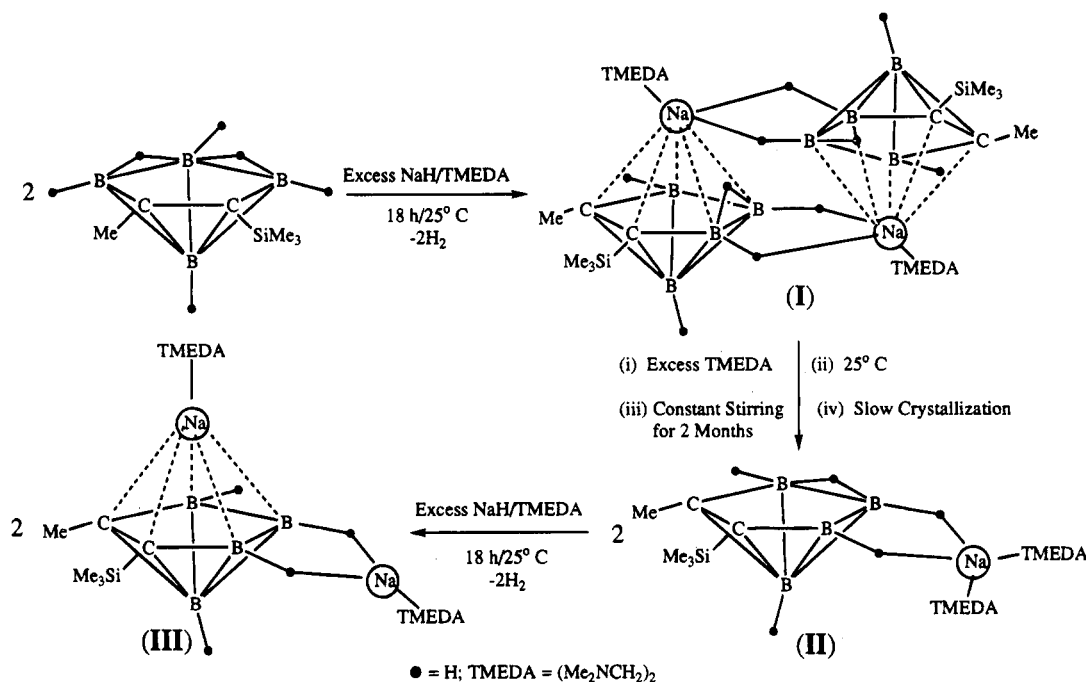 TMEDA
Na
B
B
B
C
SiMe3
B
C
Me
B
2
B
B
B
C
C
Me
SiMe3
B
Excess NaH/TMEDA
18 h/25° C
-2H2
B
Me
C
B
C
B
Me3Si
B
Na
TMEDA
(I)
(i) Excess TMEDA
(ii) 25° C
(iii) Constant Stirring
for 2 Months
(iv) Slow Crystallization
TMEDA
Na
2
Me
C
B
B
C
B
Me3Si
B
Na
TMEDA
(III)
Excess NaH/TMEDA
18 h/25° C
-2H2
2
Me
C
B
B
C
B
Me3Si
B
Na
TMEDA
TMEDA
(II)
● = H; TMEDA = (Me2NCH2)2